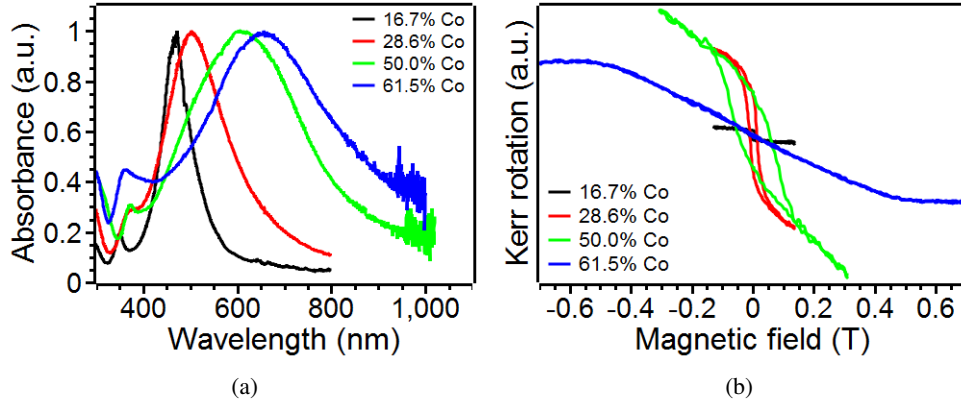 Absorbance (a.u.)
1
0.8
0.6
0.4
0.2
0
400
600
800
1,000
Wavelength (nm)
16.7% Co
28.6% Co
50.0% Co
61.5% Co
(a)
Kerr rotation (a.u.)
16.7% Co
28.6% Co
50.0% Co
61.5% Co
-0.6
-0.4
-0.2
0
0.2
0.4
0.6
Magnetic field (T)
(b)